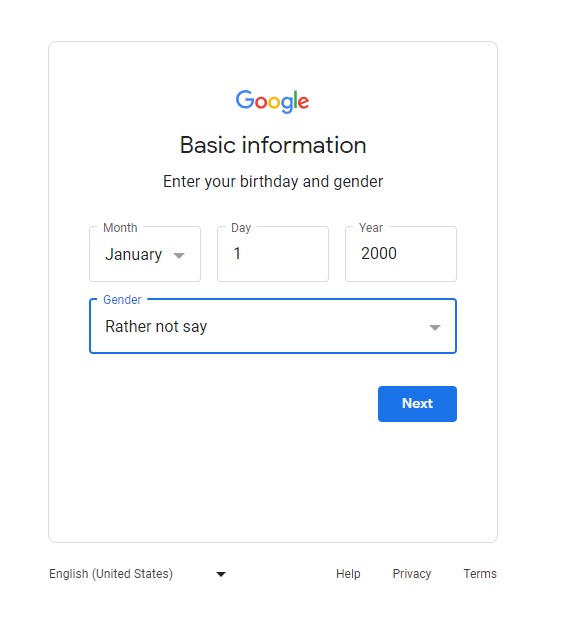 Google
Basic information
Enter your birthday and gender
Month Day Year
January 1 2000
Gender
Rather not say
Next
English (United States) Help Privacy Terms